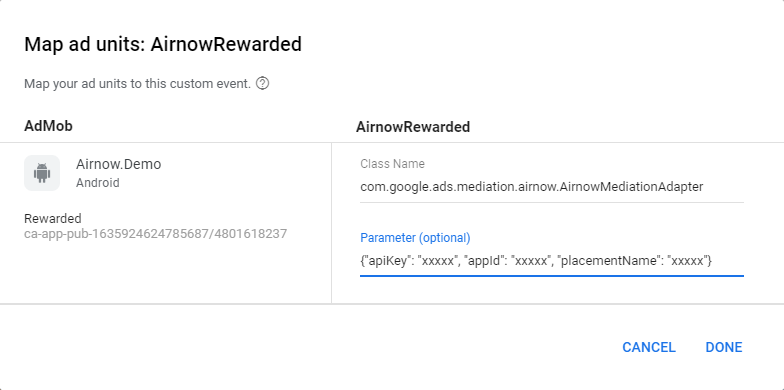 Map ad units: AirnowRewarded
Map your ad units to this custom event.
AdMob
AirnowRewarded
Airnow.Demo
Android
Rewarded
ca-app-pub-1635924624785687/4801618237
Class Name
com.google.ads.mediation.airnow.AirnowMediationAdapter
Parameter (optional)
{"apiKey": "xxxxx", "appId": "xxxxx", "placementName": "xxxxx"}
CANCEL
DONE